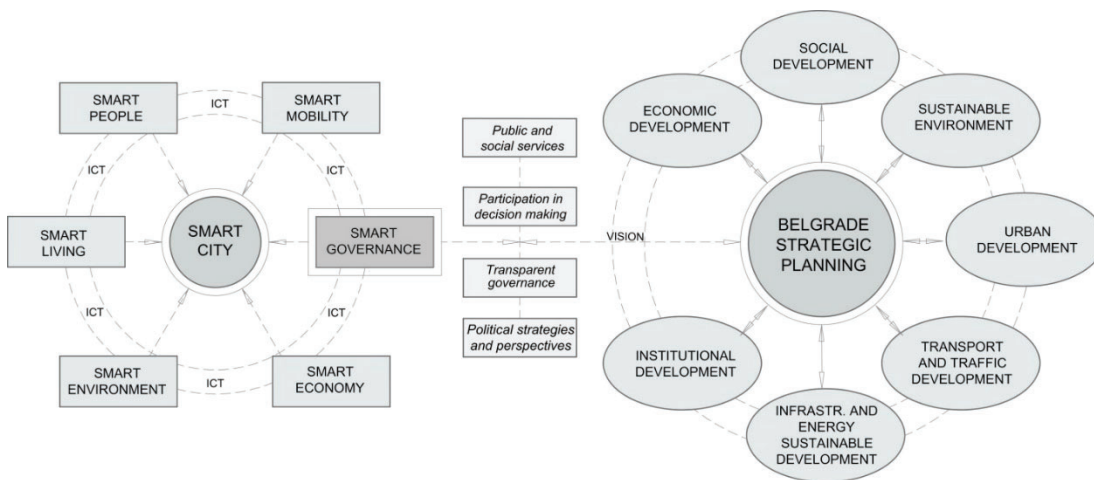 SMART
PEOPLE
ICT
SMART
MOBILITY
ICT
ICT
SMART
LIVING
SMART
CITY
SMART
GOVERNANCE
ICT
ICT
SMART
ENVIRONMENT
ICT
SMART
ECONOMY
Public and
social services
Participation in
decision making
Transparent
governance
Political strategies
and perspectives
VISION
SOCIAL
DEVELOPMENT
ECONOMIC
DEVELOPMENT
SUSTAINABLE
ENVIRONMENT
BELGRADE
STRATEGIC
PLANNING
URBAN
DEVELOPMENT
INSTITUTIONAL
DEVELOPMENT
TRANSPORT
AND TRAFFIC
DEVELOPMENT
INFRASTR. AND
ENERGY
SUSTAINABLE
DEVELOPMENT